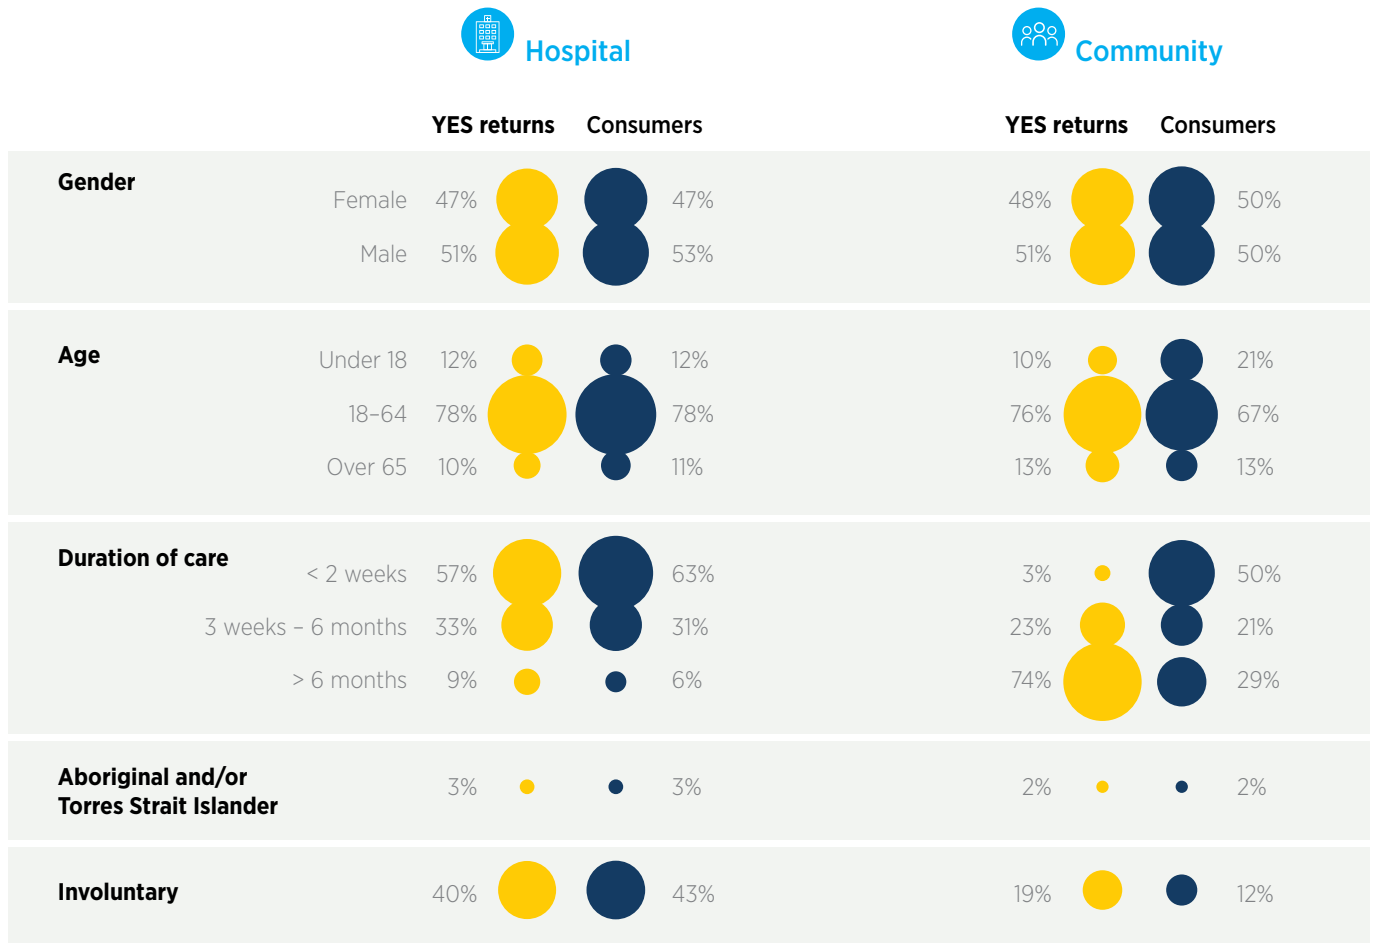 Hospital Community
YES returns Consumers YES returns Consumers
Gender
Female 47% 47% 48% 50%
Male 51% 53% 51% 50%
Age
Under 18 12% 12% 10% 21%
18–64 78% 78% 76% 67%
Over 65 10% 11% 13% 13%
Duration of care
< 2 weeks 57% 63% 3% 50%
3 weeks – 6 months 33% 31% 23% 21%
> 6 months 9% 6% 74% 29%
Aboriginal and/or
Torres Strait Islander
3% 3% 2% 2%
Involuntary 40% 43% 19% 12%